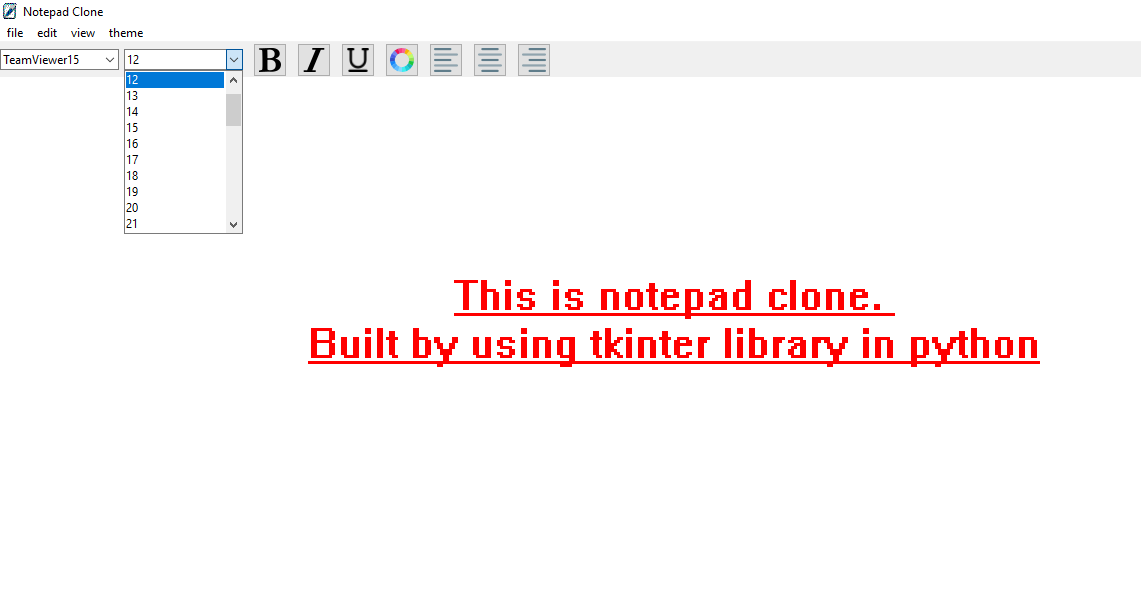 Notepad Clone
file edit view theme
TeamViewer15 12 B I U
12
13
14
15
16
17
18
19
20
21
This is notepad clone.
Built by using tkinter library in python